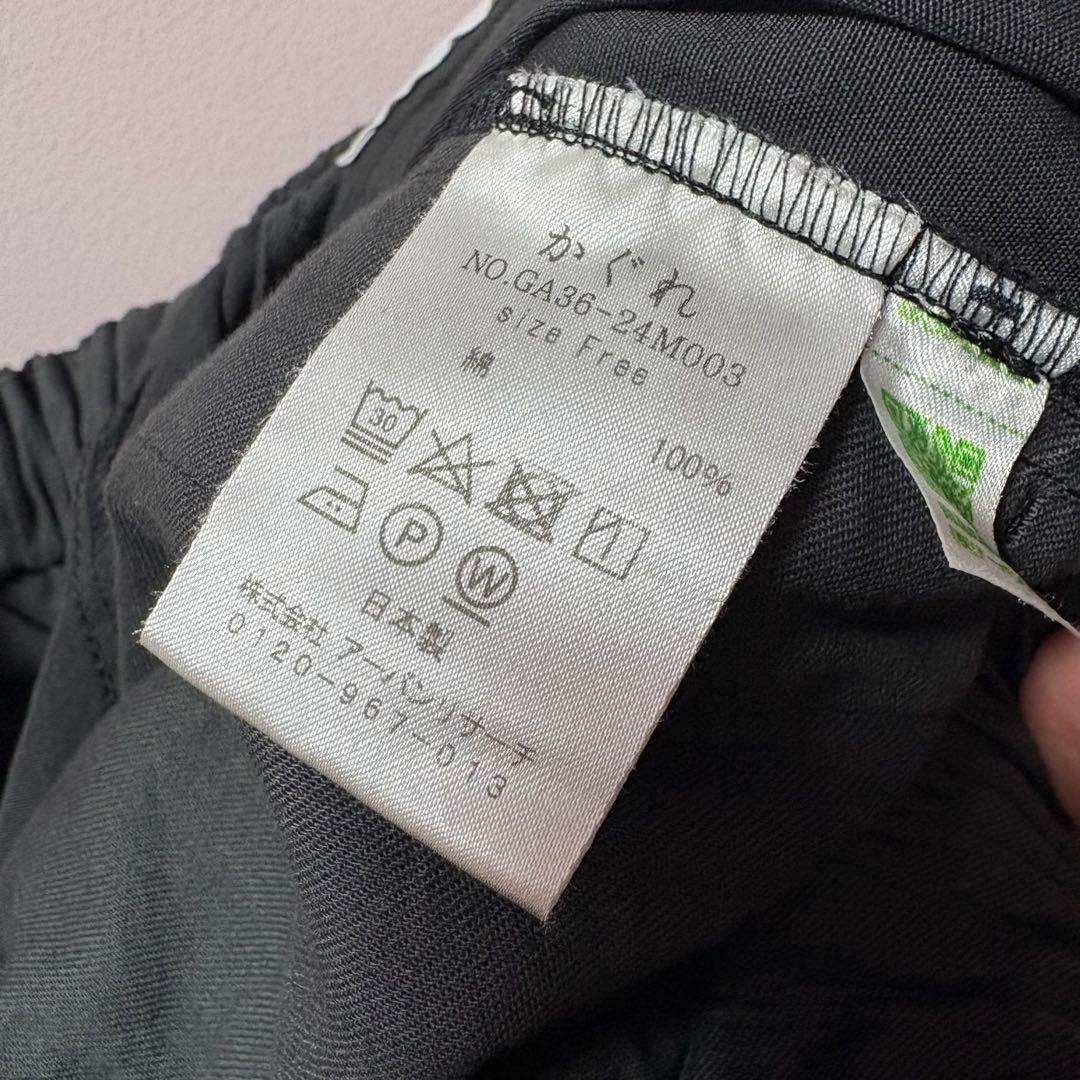 かぐれ
NO.GA36-24M003
size Free
綿 100%
30
P W
日本製
株式会社 アーバンリサーチ
0120-967-013